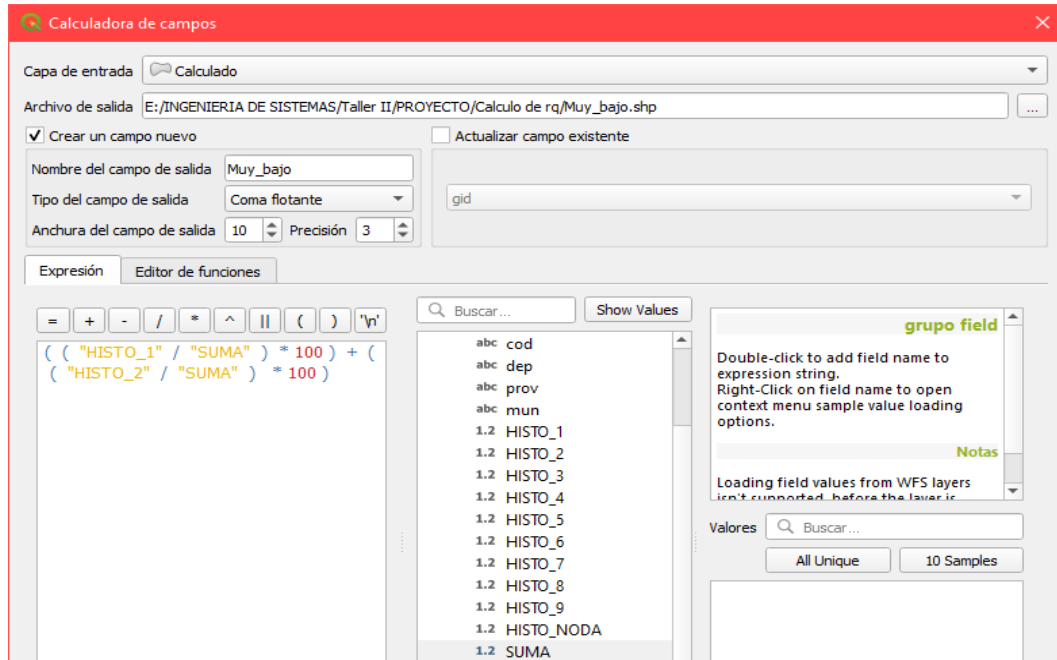 Calculadora de campos
Capa de entrada Calculado
Archivo de salida E:/INGENIERIA DE SISTEMAS/Taller II/PROYECTO/Calculo de rq/Muy_bajo.shp ...
Crear un campo nuevo
Actualizar campo existente
Nombre del campo de salida Muy_bajo
Tipo del campo de salida Coma flotante
Anchura del campo de salida 10 Precisión 3
gid
Expresión Editor de funciones
= + - / * ^ || ( ) '\n'
( ( "HISTO_1" / "SUMA" ) * 100 ) + (
( "HISTO_2" / "SUMA" ) * 100 )
Buscar... Show Values
abc cod
abc dep
abc prov
abc mun
1.2 HISTO_1
1.2 HISTO_2
1.2 HISTO_3
1.2 HISTO_4
1.2 HISTO_5
1.2 HISTO_6
1.2 HISTO_7
1.2 HISTO_8
1.2 HISTO_9
1.2 HISTO_NODA
1.2 SUMA
grupo field
Double-click to add field name to
expression string.
Right-Click on field name to open
context menu sample value loading
options.
Notas
Loading field values from WFS layers
isn't supported, before the layer is
Valores Buscar...
All Unique 10 Samples